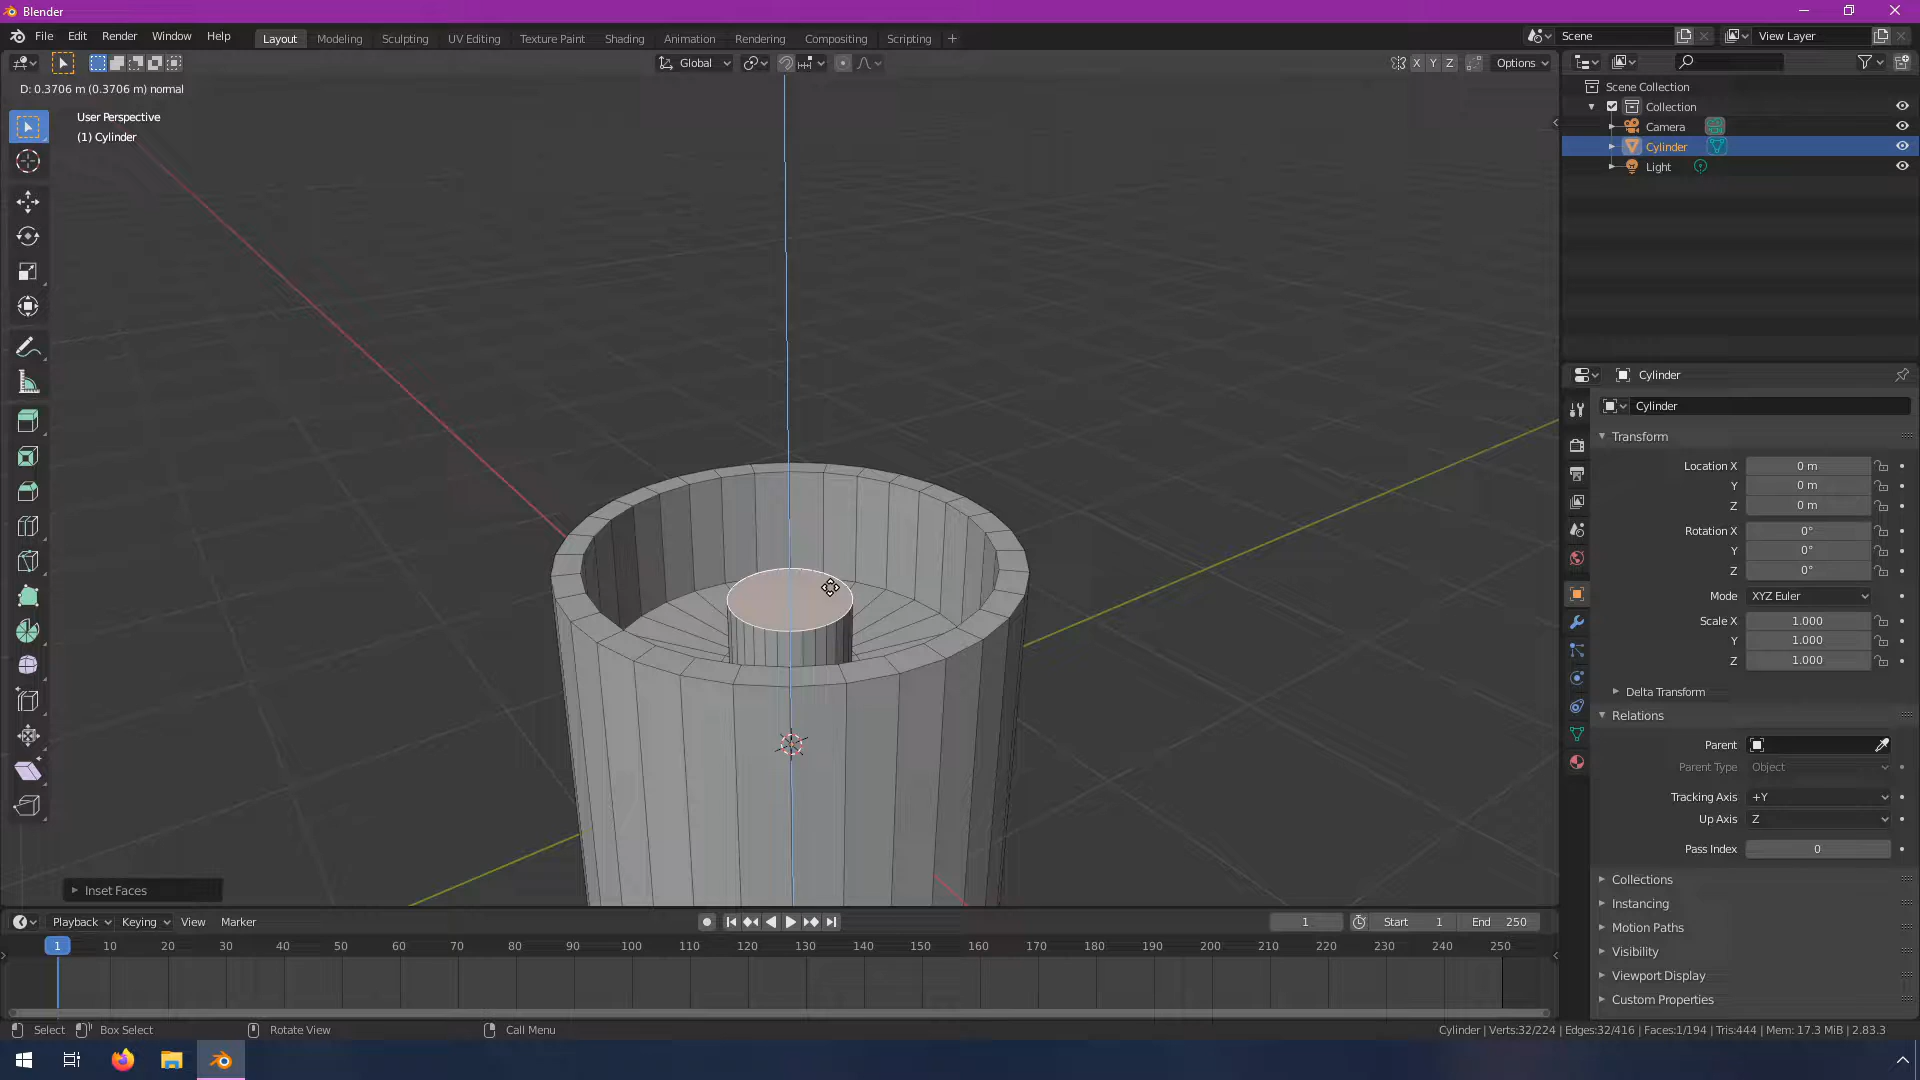 Blender
File Edit Render Window Help
Layout Modeling Sculpting UV Editing Texture Paint Shading Animation Rendering Compositing Scripting +
Scene
View Layer
Global
X Y Z
Options
D: 0.3706 m (0.3706 m) normal
User Perspective
(1) Cylinder
Scene Collection
Collection
Camera
Cylinder
Light
Cylinder
Cylinder
Transform
Location X 0 m
Y 0 m
Z 0 m
Rotation X 0°
Y 0°
Z 0°
Mode XYZ Euler
Scale X 1.000
Y 1.000
Z 1.000
Delta Transform
Relations
Parent
Parent Type Object
Tracking Axis +Y
Up Axis Z
Pass Index 0
Collections
Instancing
Motion Paths
Visibility
Viewport Display
Custom Properties
Inset Faces
Playback Keying View Marker
1 Start 1 End 250
1 10 20 30 40 50 60 70 80 90 100 110 120 130 140 150 160 170 180 190 200 210 220 230 240 250
Select Box Select Rotate View Call Menu
Cylinder | Verts:32/224 | Edges:32/416 | Faces:1/194 | Tris:444 | Mem: 17.3 MiB | 2.83.3